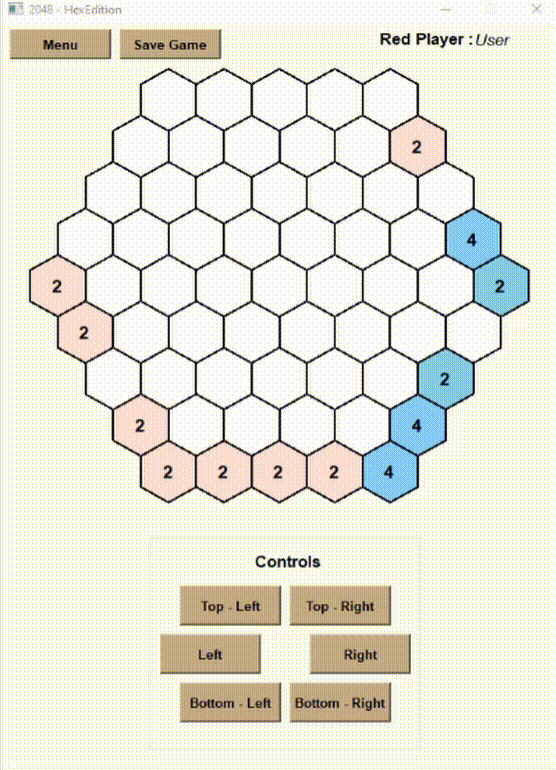 2048 - HexEdition
Menu Save Game Red Player : User
2
4
2 2
2
2
2 4
2 2 2 2 4
Controls
Top - Left Top - Right
Left Right
Bottom - Left Bottom - Right